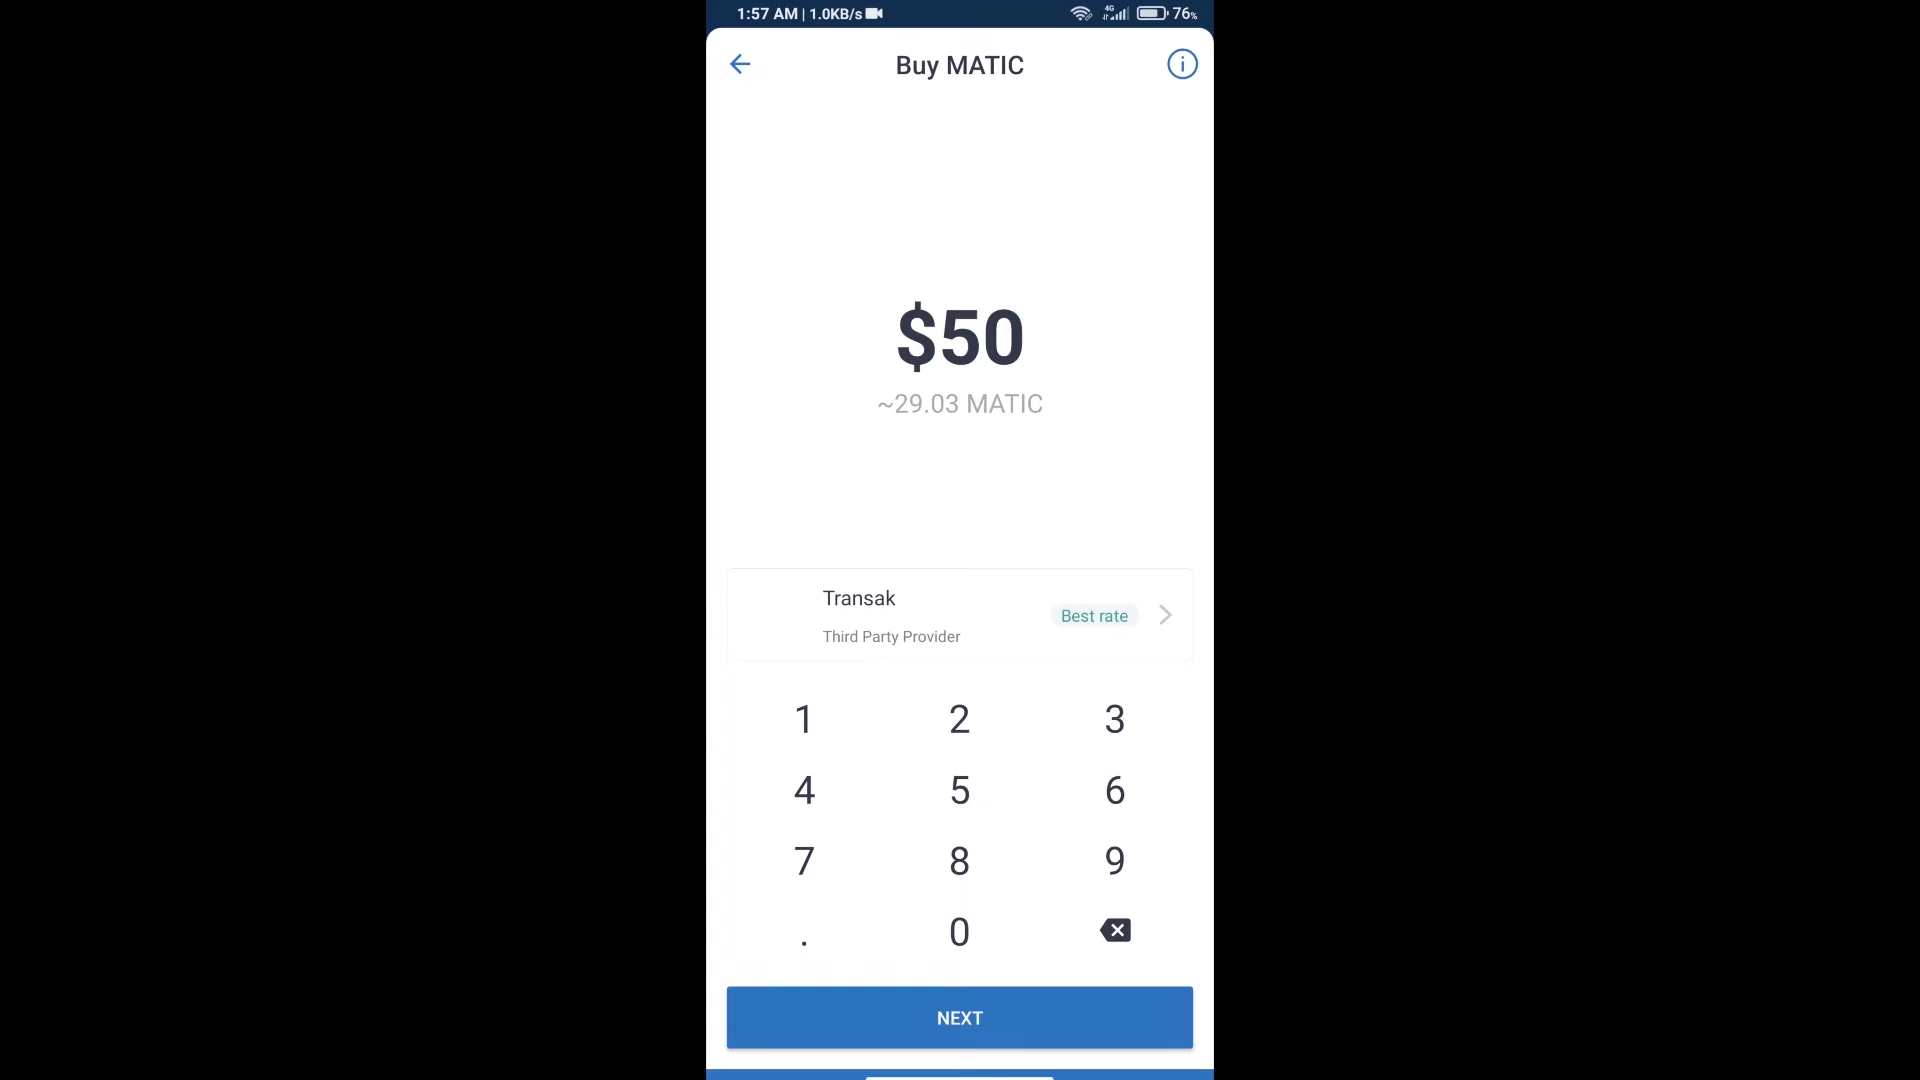 1:57 AM | 1.0KB/s
4G
76%
Buy MATIC
$50
~29.03 MATIC
Transak
Third Party Provider
Best rate
1 2 3
4 5 6
7 8 9
. 0
NEXT